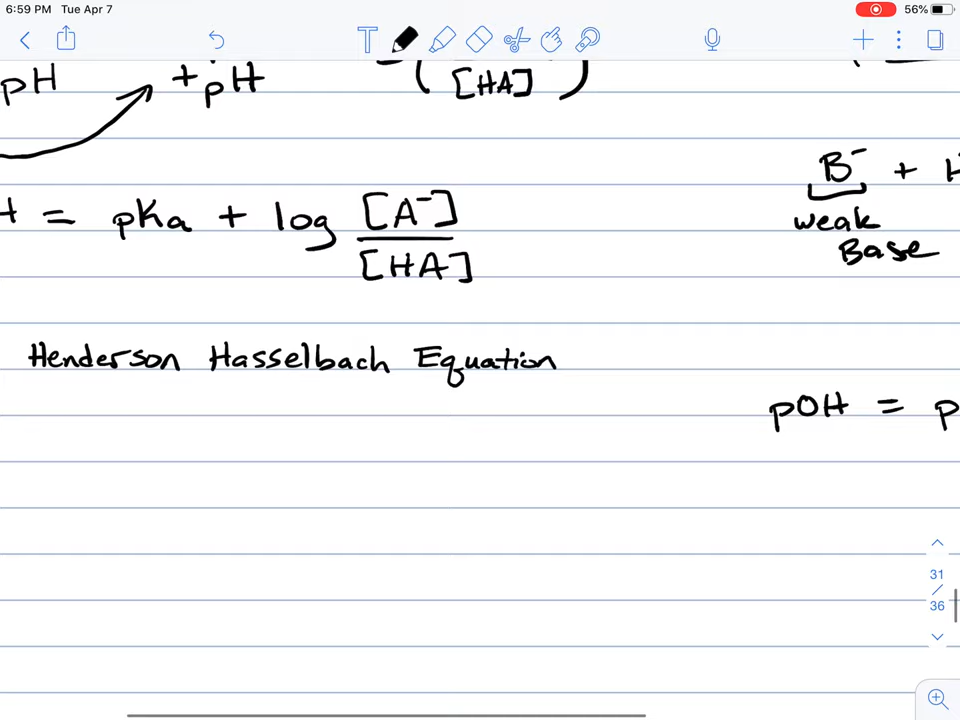 6:59 PM Tue Apr 7
56%
T
pH + pH
[HA]
= pKa + log [A⁻]
[HA]
B⁻ +
weak
Base
Henderson Hasselbach Equation
pOH = p
31
/
36